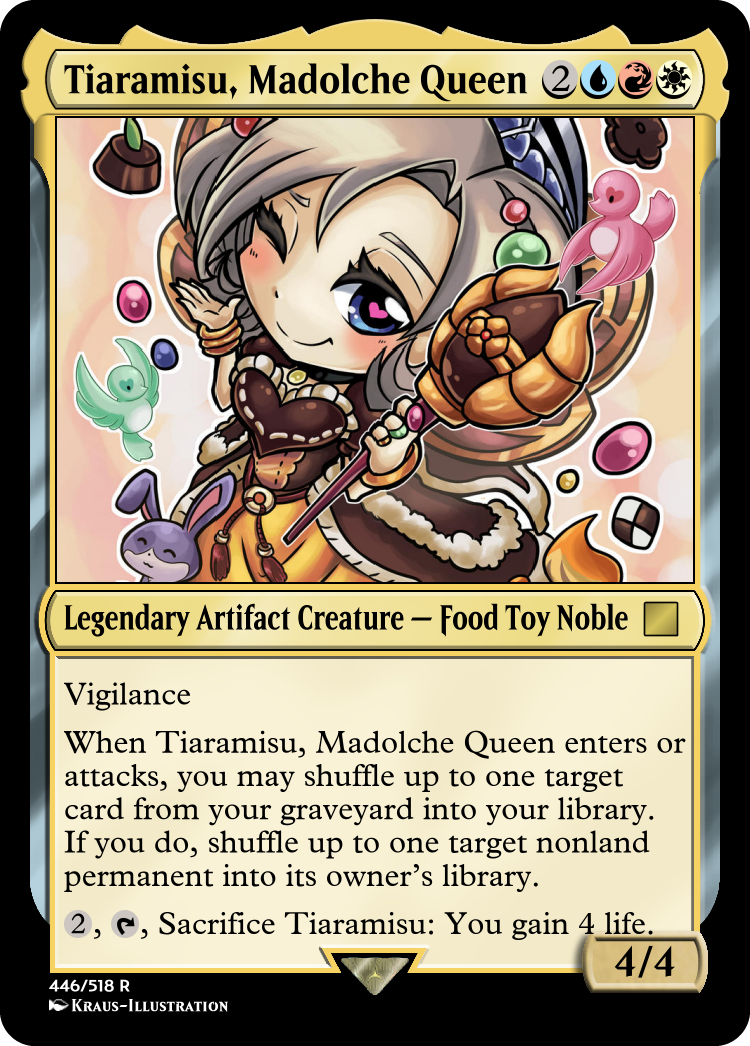 Tiaramisu, Madolche Queen 2
Legendary Artifact Creature — Food Toy Noble
Vigilance
When Tiaramisu, Madolche Queen enters or
attacks, you may shuffle up to one target
card from your graveyard into your library.
If you do, shuffle up to one target nonland
permanent into its owner's library.
2, , Sacrifice Tiaramisu: You gain 4 life.
4/4
446/518 R
Kraus-Illustration